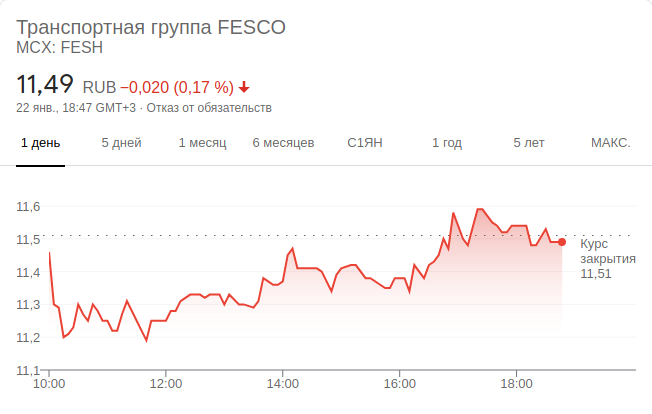 Транспортная группа FESCO
MCX: FESH
11,49 RUB −0,020 (0,17 %)
22 янв., 18:47 GMT+3 · Отказ от обязательств
1 день 5 дней 1 месяц 6 месяцев С1ЯН 1 год 5 лет МАКС.
11,6
11,5
Курс
закрытия
11,51
11,4
11,3
11,2
11,1
10:00 12:00 14:00 16:00 18:00